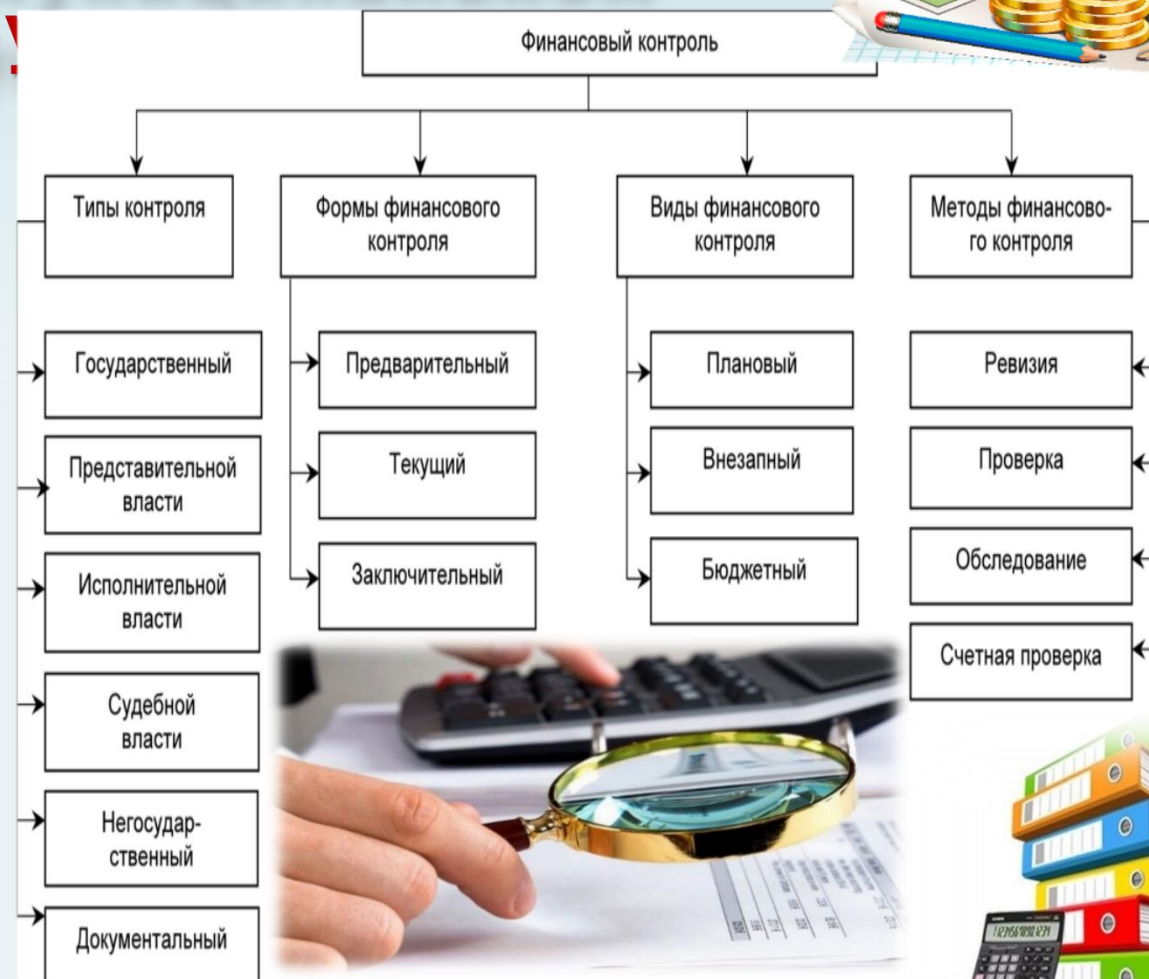 Финансовый контроль
Типы контроля
Формы финансового
контроля
Виды финансового
контроля
Методы финансово-
го контроля
Государственный
Предварительный
Плановый
Ревизия
Представительной
власти
Текущий
Внезапный
Проверка
Исполнительной
власти
Заключительный
Бюджетный
Обследование
Счетная проверка
Судебной
власти
Негосудар-
ственный
Документальный